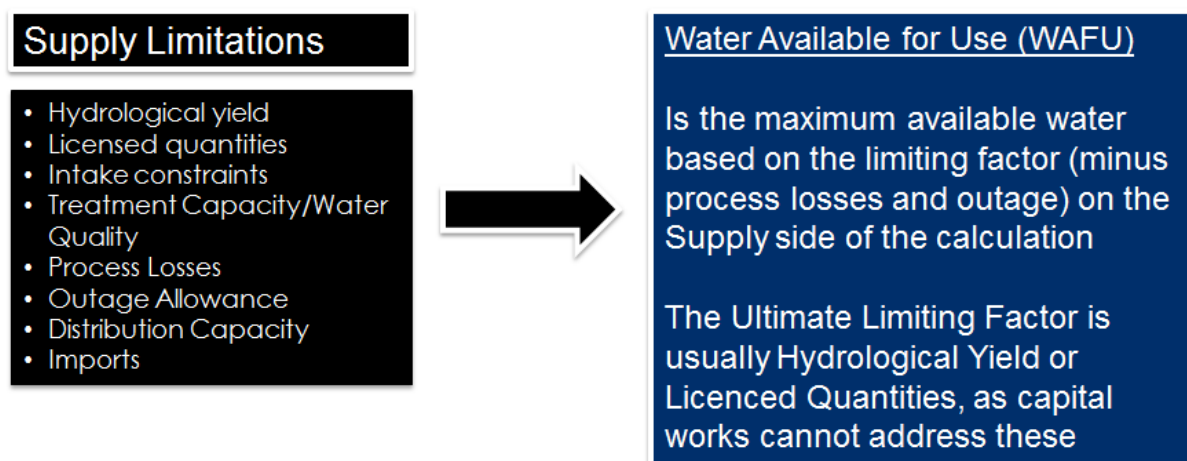 Supply Limitations
• Hydrological yield
• Licensed quantities
• Intake constraints
• Treatment Capacity/Water
Quality
• Process Losses
• Outage Allowance
• Distribution Capacity
• Imports
Water Available for Use (WAFU)
Is the maximum available water
based on the limiting factor (minus
process losses and outage) on the
Supply side of the calculation
The Ultimate Limiting Factor is
usually Hydrological Yield or
Licenced Quantities, as capital
works cannot address these